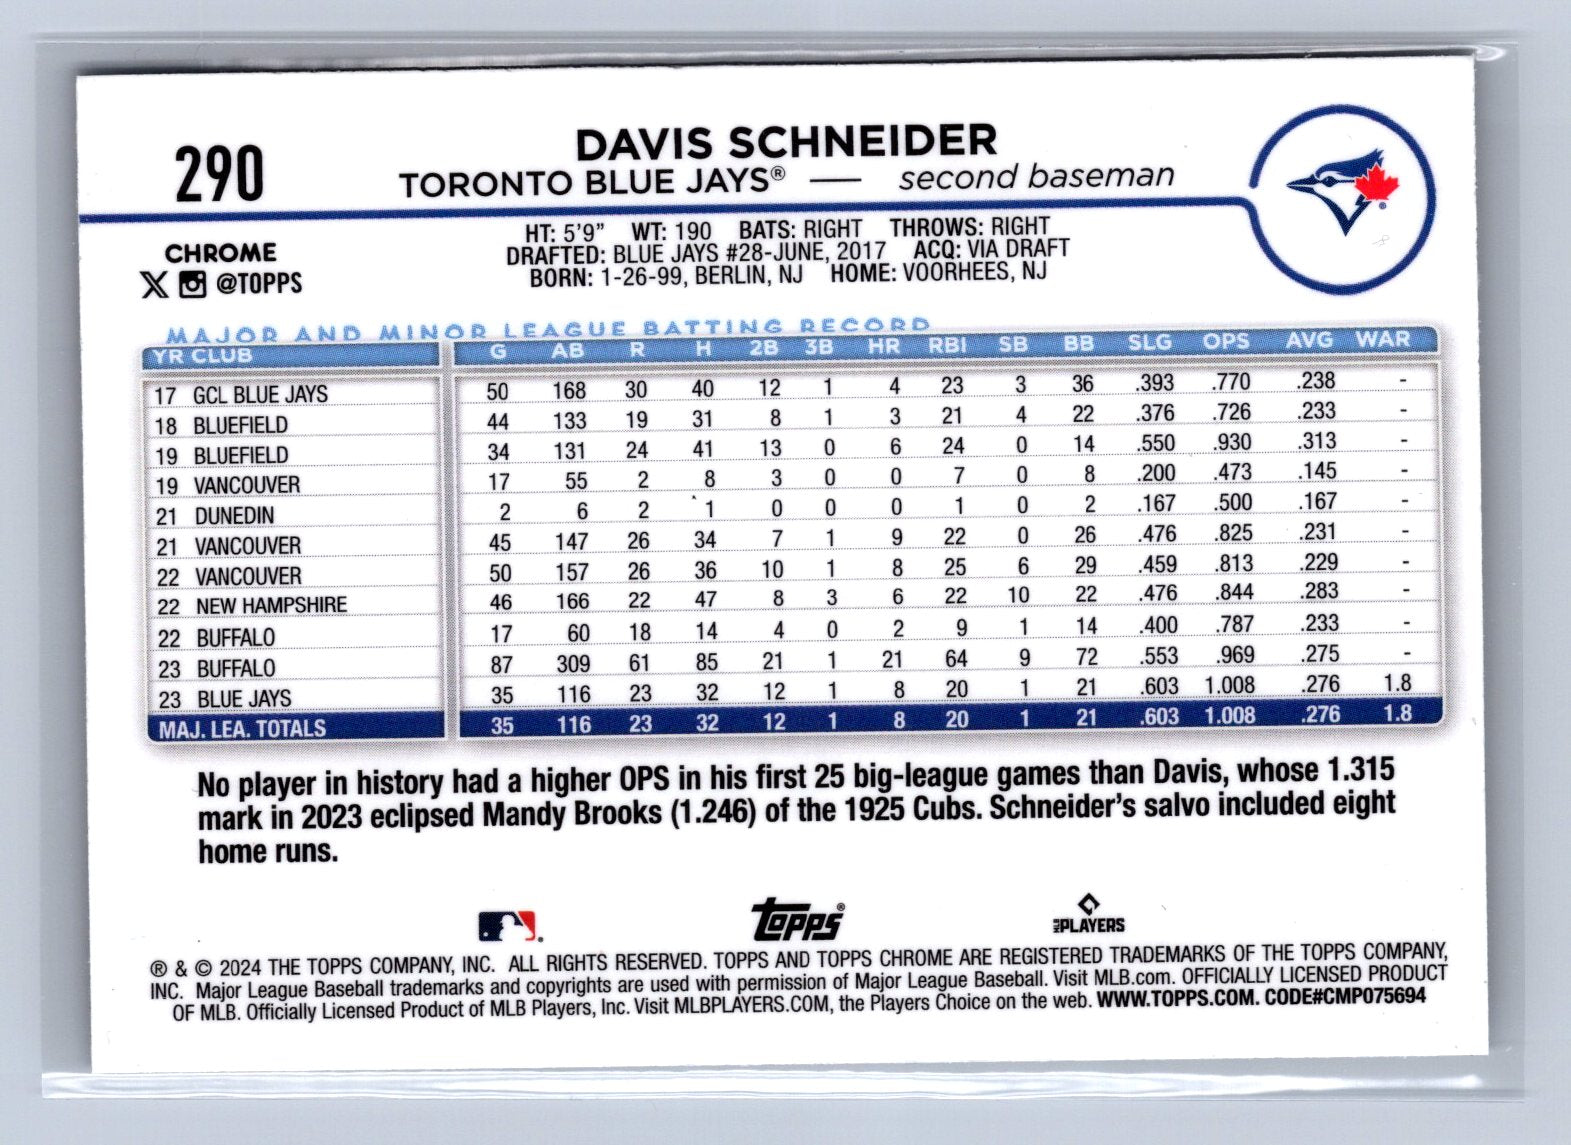 290
DAVIS SCHNEIDER
TORONTO BLUE JAYS® — second baseman
HT: 5'9" WT: 190 BATS: RIGHT THROWS: RIGHT
DRAFTED: BLUE JAYS #28-JUNE, 2017 ACQ: VIA DRAFT
BORN: 1-26-99, BERLIN, NJ HOME: VOORHEES, NJ
CHROME
@TOPPS
MAJOR AND MINOR LEAGUE BATTING RECORD
YR CLUB G AB R H 2B 3B HR RBI SB BB SLG OPS AVG WAR
17 GCL BLUE JAYS 50 168 30 40 12 1 4 23 3 36 .393 .770 .238 -
18 BLUEFIELD 44 133 19 31 8 1 3 21 4 22 .376 .726 .233 -
19 BLUEFIELD 34 131 24 41 13 0 6 24 0 14 .550 .930 .313 -
19 VANCOUVER 17 55 2 8 3 0 0 7 0 8 .200 .473 .145 -
21 DUNEDIN 2 6 2 1 0 0 0 1 0 2 .167 .500 .167 -
21 VANCOUVER 45 147 26 34 7 1 9 22 0 26 .476 .825 .231 -
22 VANCOUVER 50 157 26 36 10 1 8 25 6 29 .459 .813 .229 -
22 NEW HAMPSHIRE 46 166 22 47 8 3 6 22 10 22 .476 .844 .283 -
22 BUFFALO 17 60 18 14 4 0 2 9 1 14 .400 .787 .233 -
23 BUFFALO 87 309 61 85 21 1 21 64 9 72 .553 .969 .275 -
23 BLUE JAYS 35 116 23 32 12 1 8 20 1 21 .603 1.008 .276 1.8
MAJ. LEA. TOTALS 35 116 23 32 12 1 8 20 1 21 .603 1.008 .276 1.8
No player in history had a higher OPS in his first 25 big-league games than Davis, whose 1.315
mark in 2023 eclipsed Mandy Brooks (1.246) of the 1925 Cubs. Schneider's salvo included eight
home runs.
Topps®
MLB PLAYERS
® & © 2024 THE TOPPS COMPANY, INC. ALL RIGHTS RESERVED. TOPPS AND TOPPS CHROME ARE REGISTERED TRADEMARKS OF THE TOPPS COMPANY,
INC. Major League Baseball trademarks and copyrights are used with permission of Major League Baseball. Visit MLB.com. OFFICIALLY LICENSED PRODUCT
OF MLB. Officially Licensed Product of MLB Players, Inc. Visit MLBPLAYERS.COM, the Players Choice on the web. WWW.TOPPS.COM. CODE#CMP075694